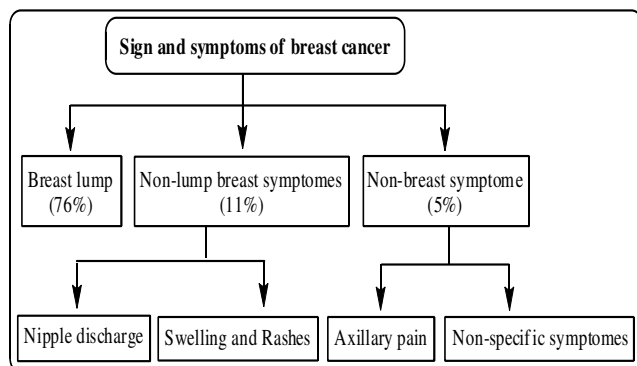 Sign and symptoms of breast cancer
Breast lump
(76%)
Non-lump breast symptomes
(11%)
Non-breast symptome
(5%)
Nipple discharge
Swelling and Rashes
Axillary pain
Non-specific symptomes